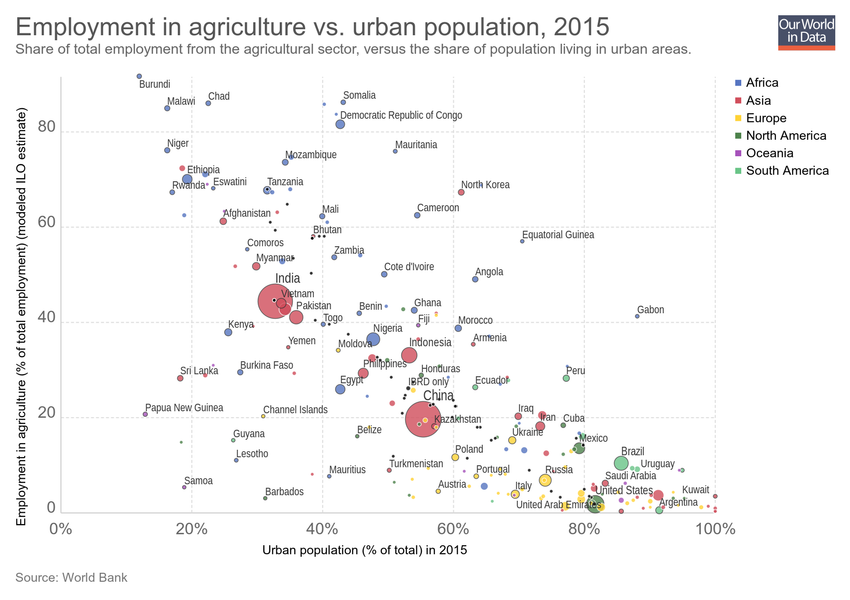 Employment in agriculture vs. urban population, 2015
Share of total employment from the agricultural sector, versus the share of population living in urban areas.
Our World
in Data
Employment in agriculture (% of total employment) (modeled ILO estimate)
80
60
40
20
0
0%
20%
40%
60%
80%
100%
Urban population (% of total) in 2015
Africa
Asia
Europe
North America
Oceania
South America
Burundi
Malawi
Chad
Somalia
Democratic Republic of Congo
Niger
Mauritania
Mozambique
Ethiopia
Rwanda
Eswatini
Tanzania
North Korea
Afghanistan
Mali
Cameroon
Bhutan
Equatorial Guinea
Comoros
Zambia
Myanmar
Cote d'Ivoire
Angola
India
Vietnam
Pakistan
Benin
Ghana
Gabon
Kenya
Togo
Fiji
Nigeria
Morocco
Yemen
Moldova
Indonesia
Armenia
Sri Lanka
Burkina Faso
Philippines
Honduras
Peru
Egypt
IBRD only
Ecuador
China
Papua New Guinea
Channel Islands
Kazakhstan
Iraq
Iran
Cuba
Guyana
Belize
Ukraine
Mexico
Lesotho
Poland
Brazil
Turkmenistan
Uruguay
Samoa
Mauritius
Portugal
Russia
Saudi Arabia
Barbados
Austria
Italy
United States
Kuwait
United Arab Emirates
Argentina
Source: World Bank